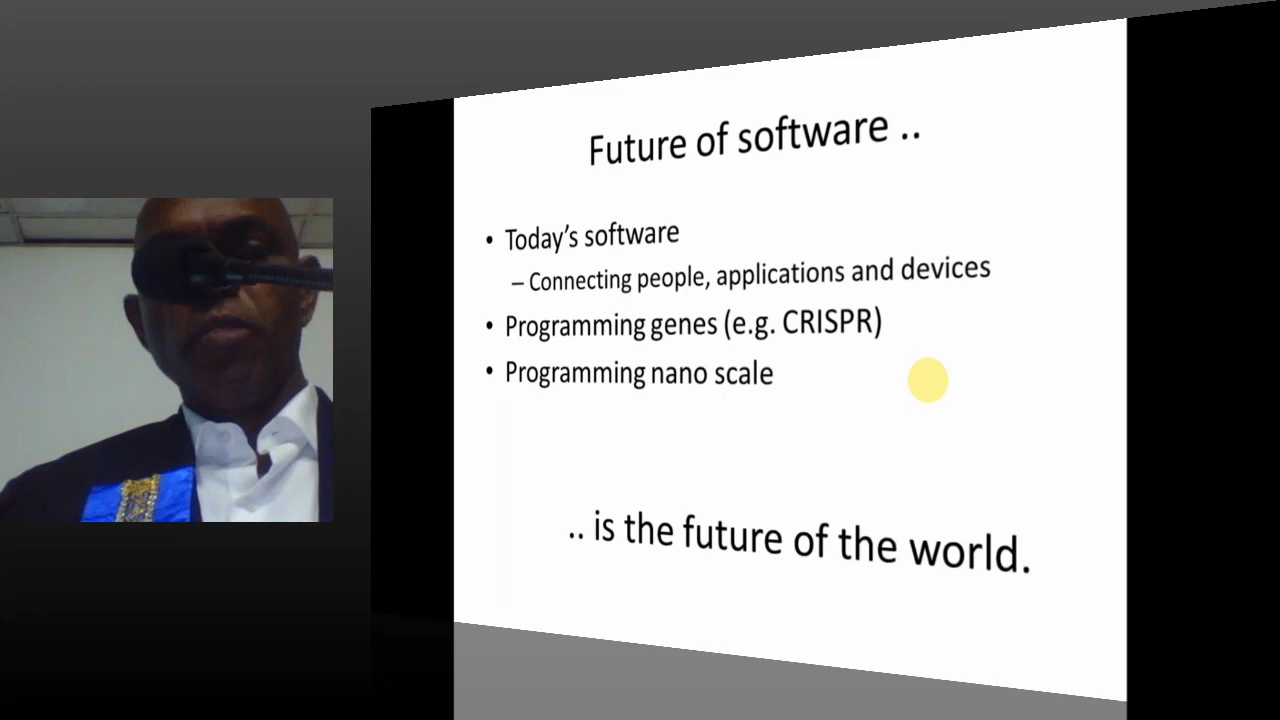 Future of software ..
• Today’s software
– Connecting people, applications and devices
• Programming genes (e.g. CRISPR)
• Programming nano scale
.. is the future of the world.